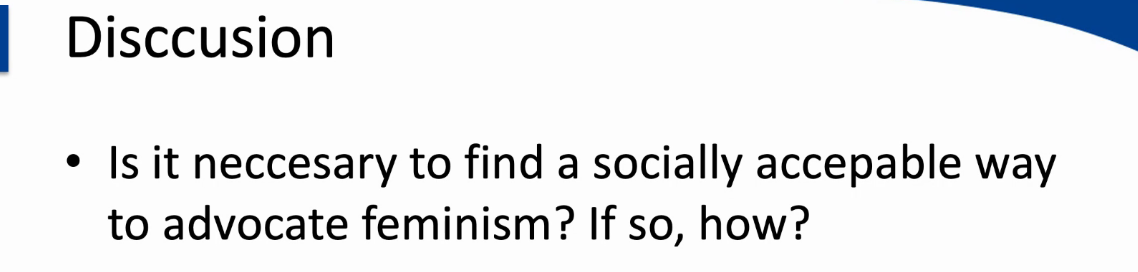 Disccusion
• Is it neccesary to find a socially accepable way
to advocate feminism? If so, how?